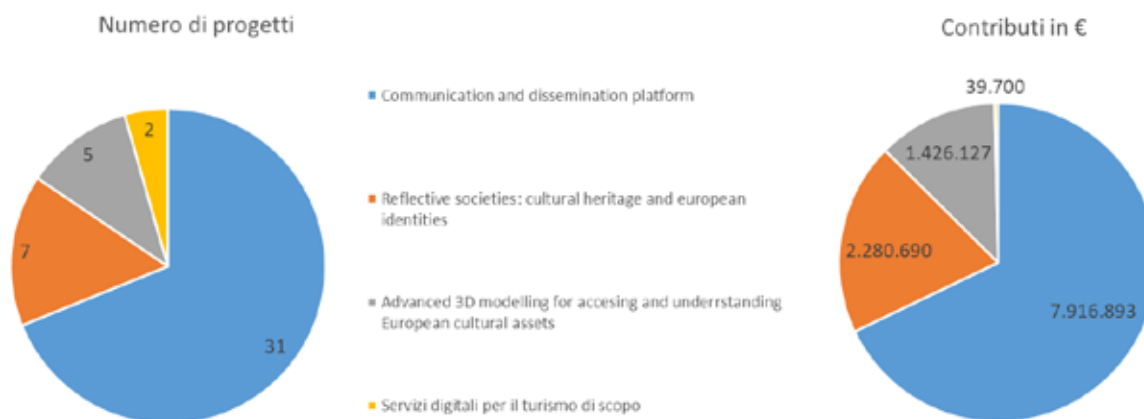 Numero di progetti
2
5
7
31
Communication and dissemination platform
Reflective societies: cultural heritage and european
identities
Advanced 3D modelling for accesing and underrstanding
European cultural assets
Servizi digitali per il turismo di scopo
Contributi in €
39.700
1.426.127
2.280.690
7.916.893